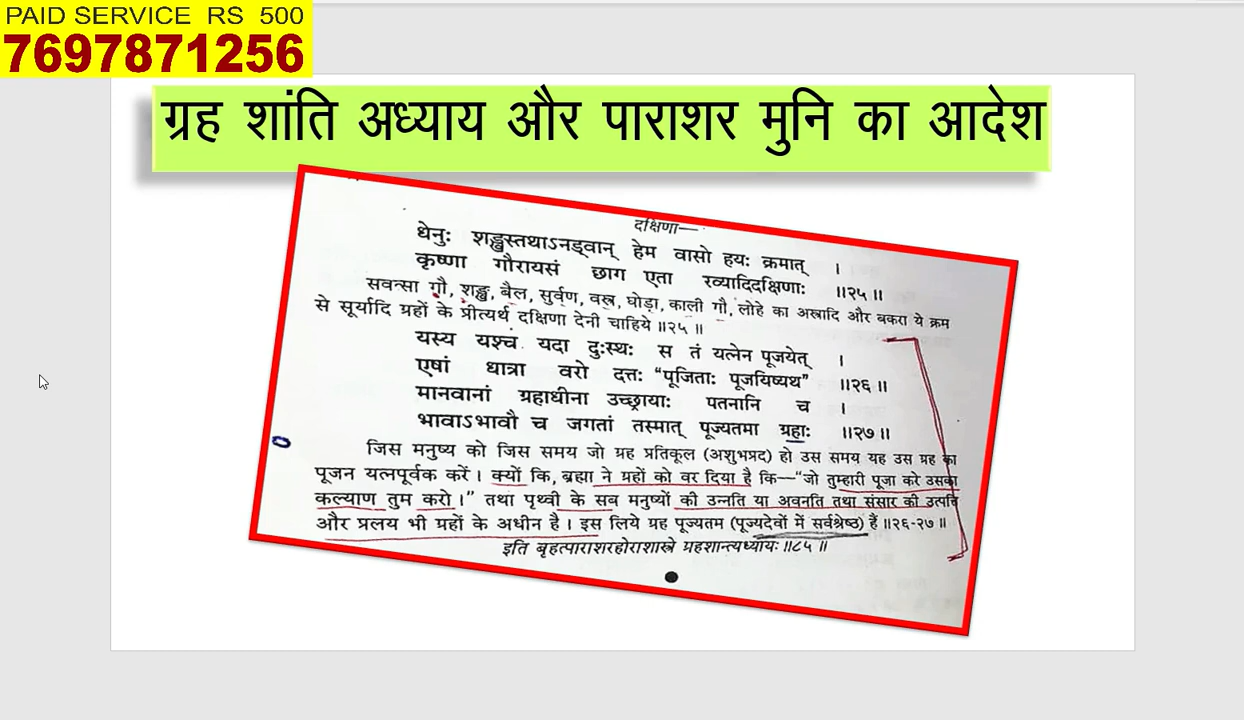 PAID SERVICE RS 500
7697871256
ग्रह शांति अध्याय और पाराशर मुनि का आदेश
दक्षिणा—
धेनुः शङ्खस्तथाऽनड्वान् हेम वासो हयः क्रमात् ।
कृष्णा गौरायसं छाग एता रव्यादिदक्षिणाः ॥२५॥
सवत्सा गौ, शङ्ख, बैल, सुर्वण, वस्त्र, घोड़ा, काली गौ, लोहे का अस्त्रादि और बकरा ये क्रम
से सूर्यादि ग्रहों के प्रीत्यर्थ दक्षिणा देनी चाहिये ॥२५॥
यस्य यश्च यदा दुःस्थः स तं यत्नेन पूजयेत् ।
एषां धात्रा वरो दत्तः “पूजिताः पूजयिष्यथ” ॥२६॥
मानवानां ग्रहाधीना उच्छ्रायाः पतनानि च ।
भावाऽभावौ च जगतां तस्मात् पूज्यतमा ग्रहाः ॥२७॥
जिस मनुष्य को जिस समय जो ग्रह प्रतिकूल (अशुभप्रद) हो उस समय यह उस ग्रह का
पूजन यत्नपूर्वक करें। क्यों कि, ब्रह्मा ने ग्रहों को वर दिया है कि—“जो तुम्हारी पूजा करे उसका
कल्याण तुम करो।” तथा पृथ्वी के सब मनुष्यों की उन्नति या अवनति तथा संसार की उत्पत्ति
और प्रलय भी ग्रहों के अधीन है। इस लिये ग्रह पूज्यतम (पूज्यदेवों में सर्वश्रेष्ठ) हैं ॥२६-२७॥
इति बृहत्पाराशरहोराशास्त्रे ग्रहशान्त्यध्यायः ॥८५॥